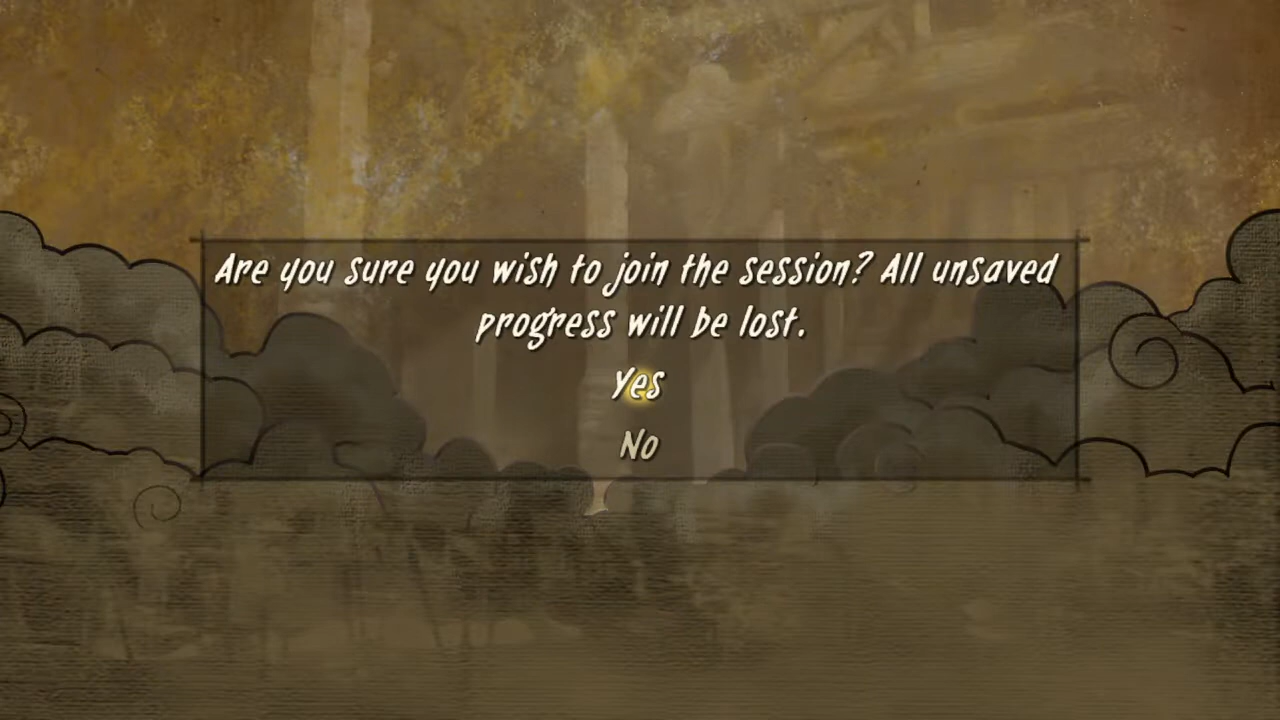 Are you sure you wish to join the session? All unsaved
progress will be lost.
Yes
No